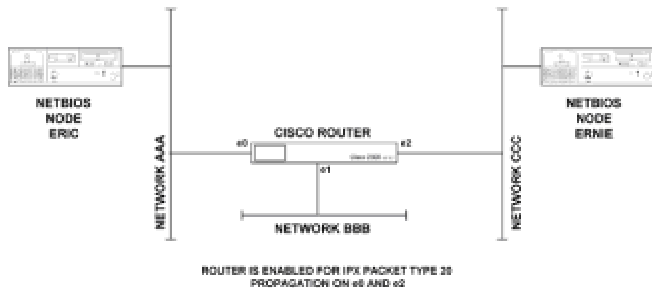 NETBIOS
NODE
ERIC
NETWORK AAA
e0
CISCO ROUTER
e2
e1
NETWORK BBB
NETWORK CCC
NETBIOS
NODE
ERNIE
ROUTER IS ENABLED FOR IPX PACKET TYPE 20
PROPAGATION ON e0 AND e2